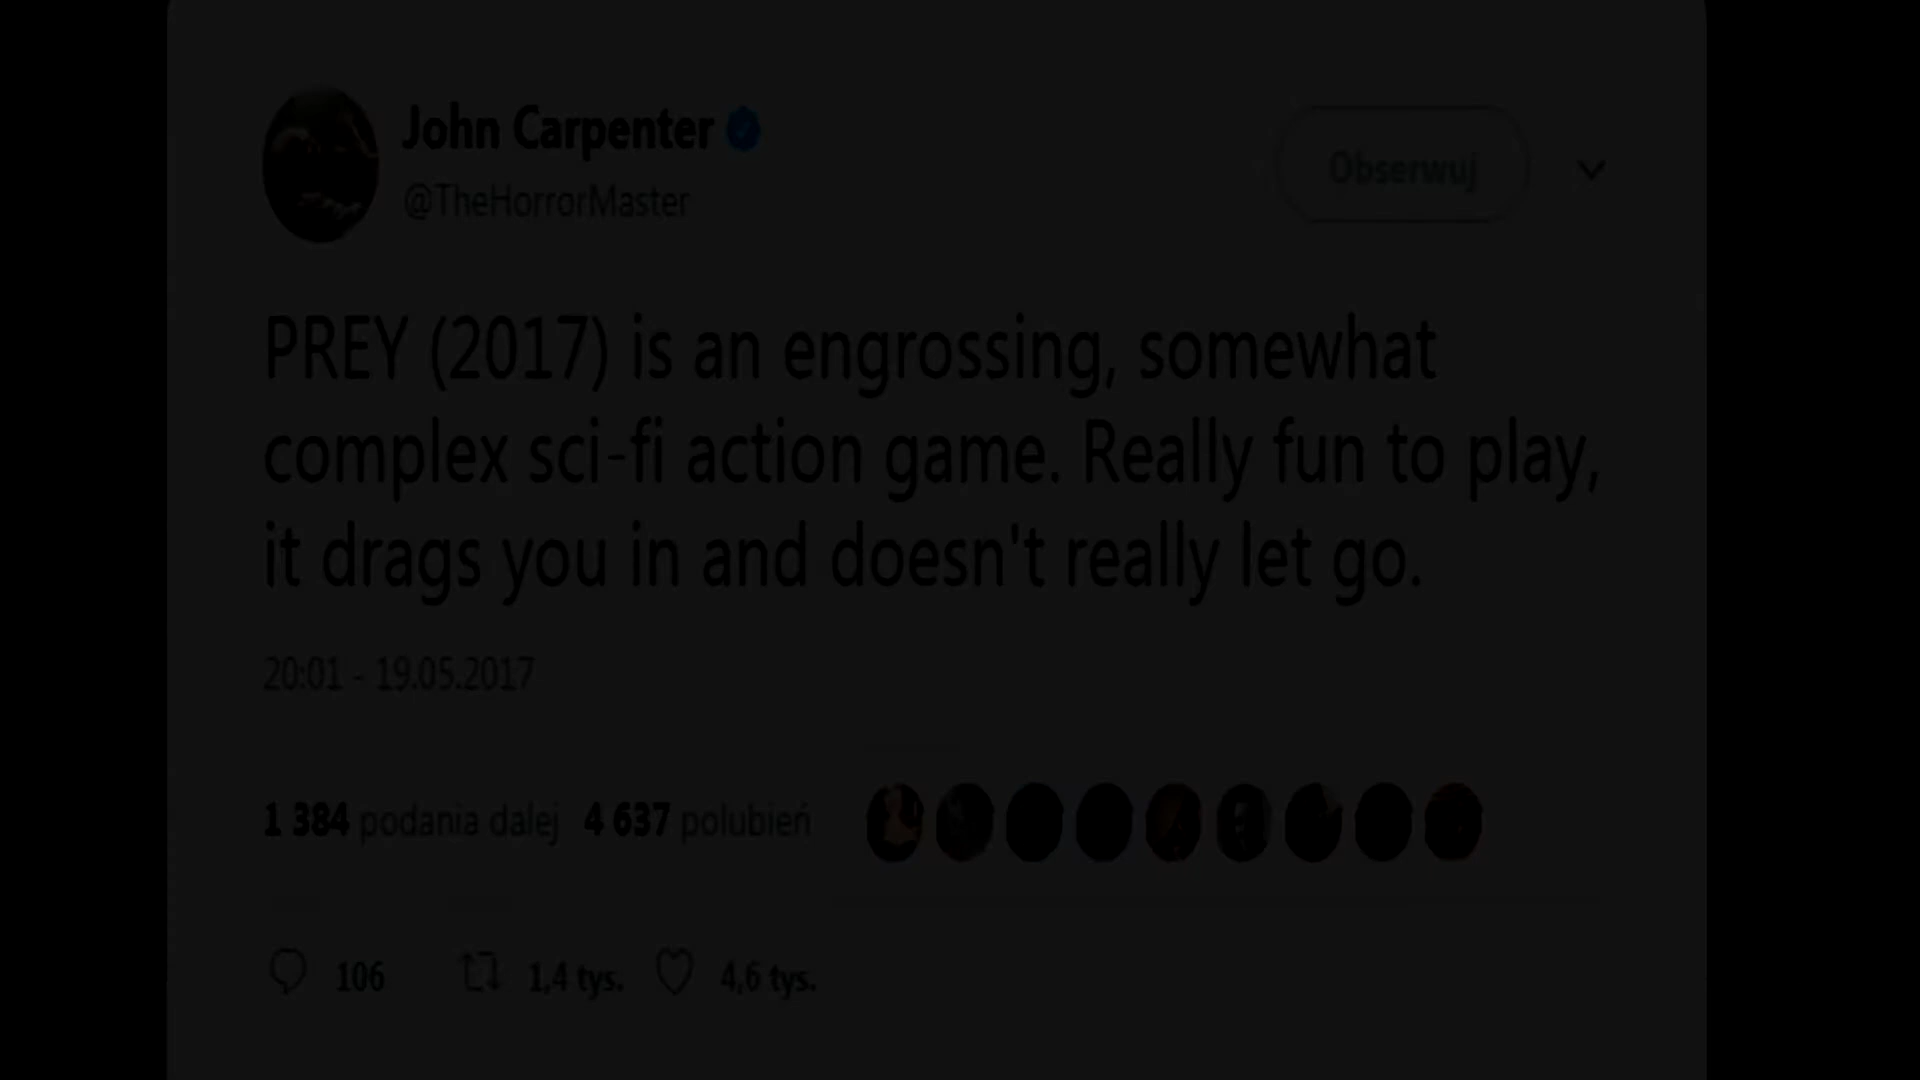 John Carpenter
@TheHorrorMaster
Obserwuj
PREY (2017) is an engrossing, somewhat
complex sci-fi action game. Really fun to play,
it drags you in and doesn't really let go.
20:01 - 19.05.2017
1 384 podania dalej 4 637 polubień
106 1,4 tys. 4,6 tys.